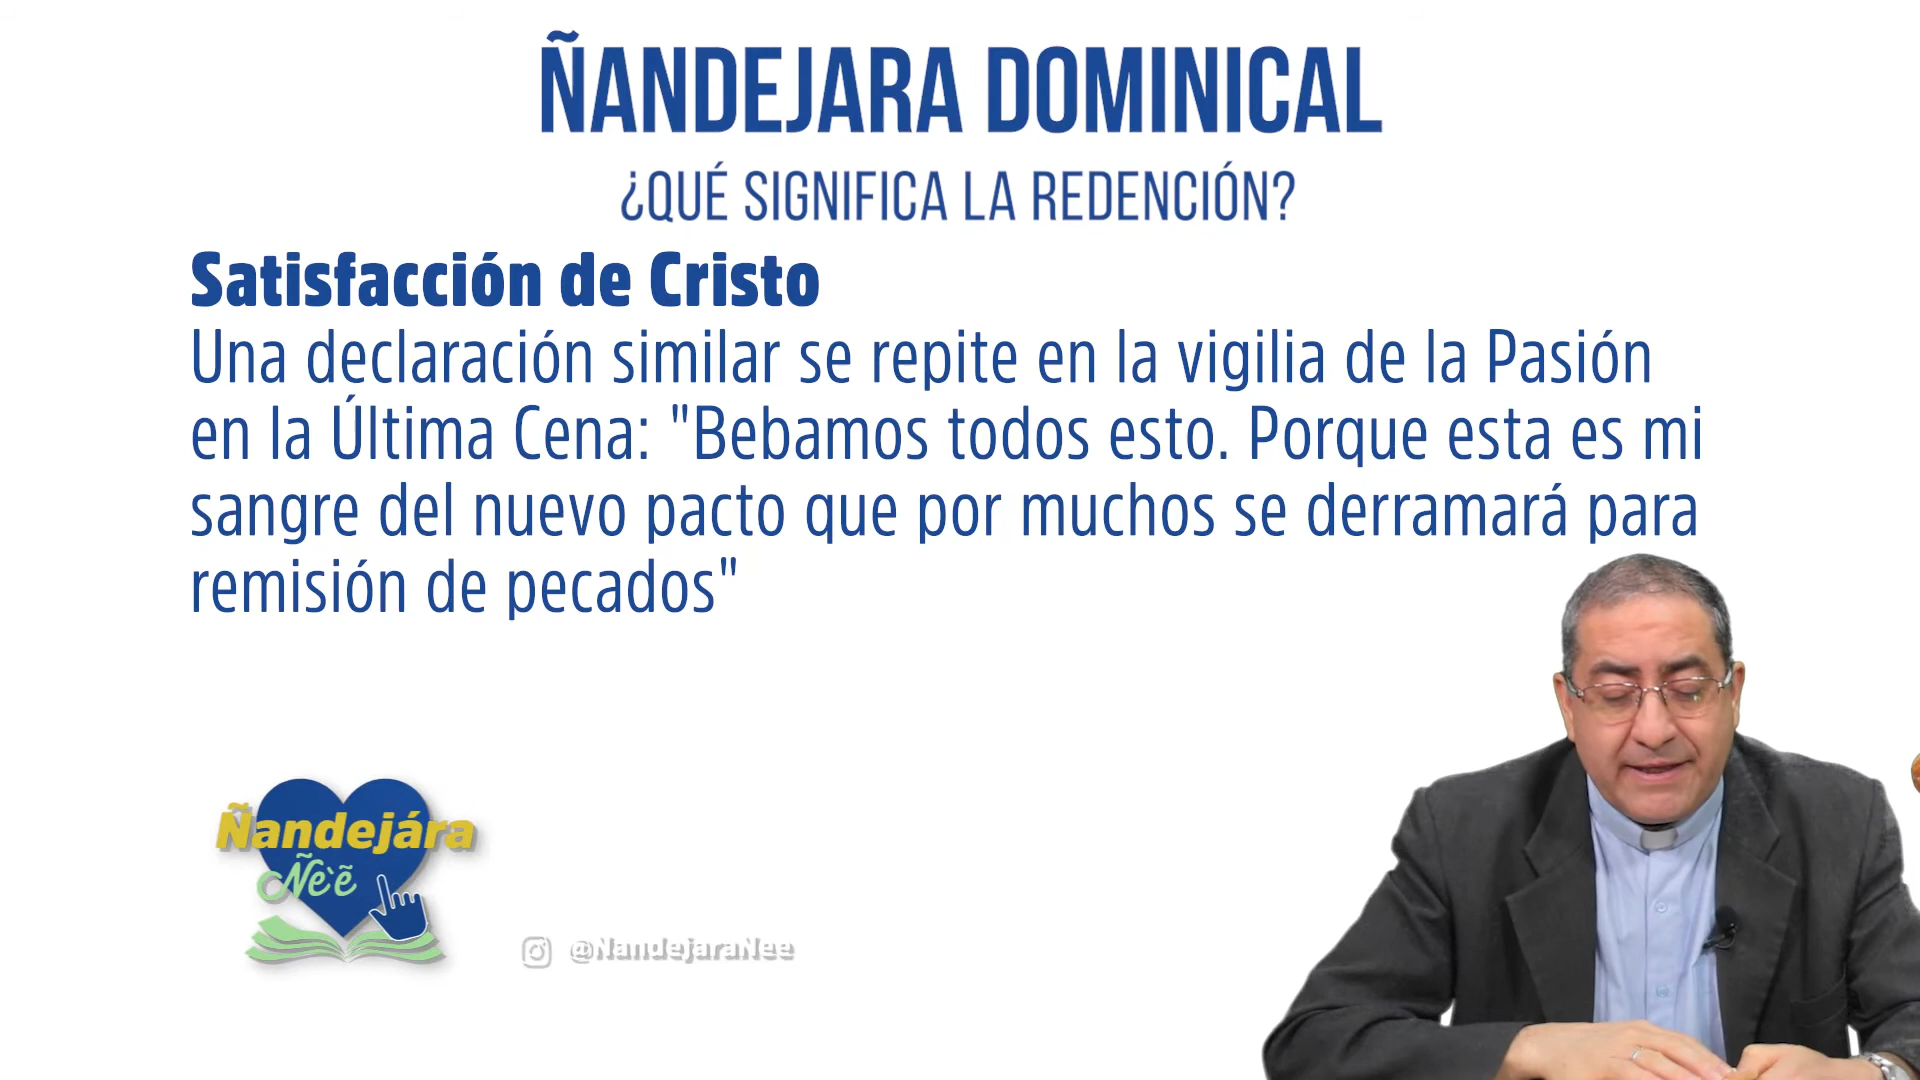 ÑANDEJARA DOMINICAL
¿QUÉ SIGNIFICA LA REDENCIÓN?
Satisfacción de Cristo
Una declaración similar se repite en la vigilia de la Pasión
en la Última Cena: "Bebamos todos esto. Porque esta es mi
sangre del nuevo pacto que por muchos se derramará para
remisión de pecados"
Ñandejára
Ñe'ẽ
@NandejaraNee